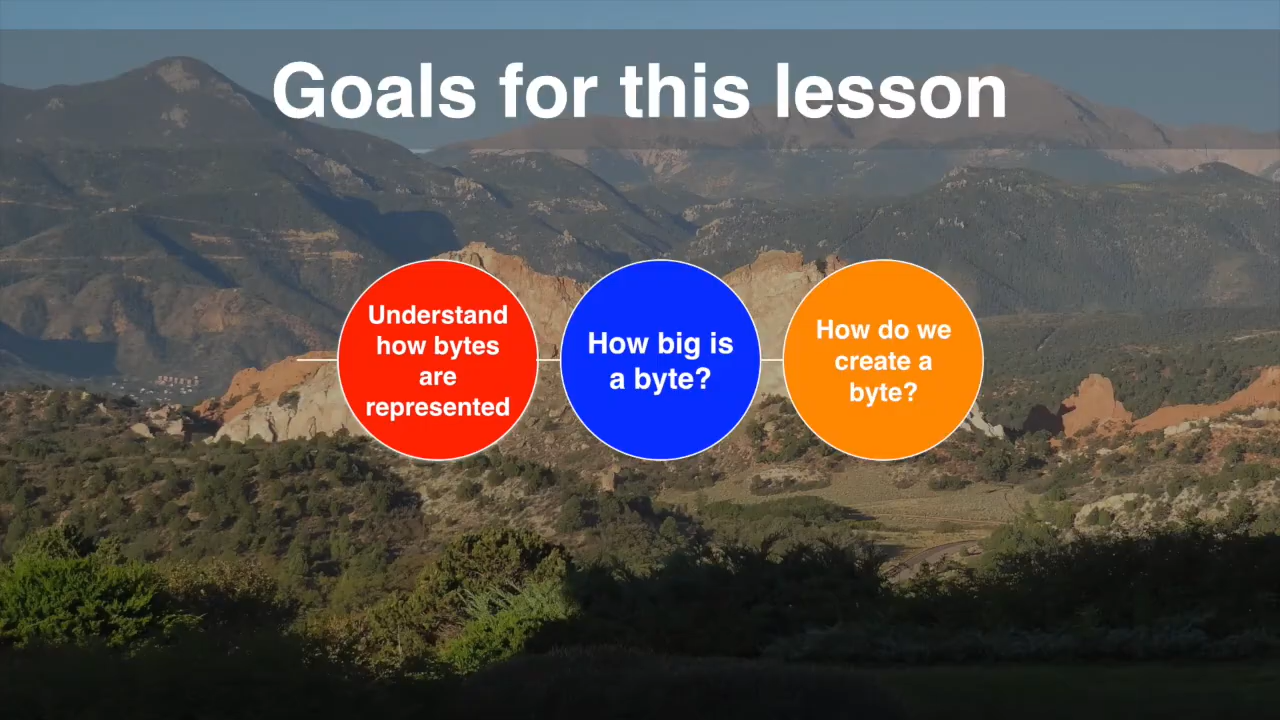 Goals for this lesson
Understand
how bytes
are
represented
How big is
a byte?
How do we
create a
byte?